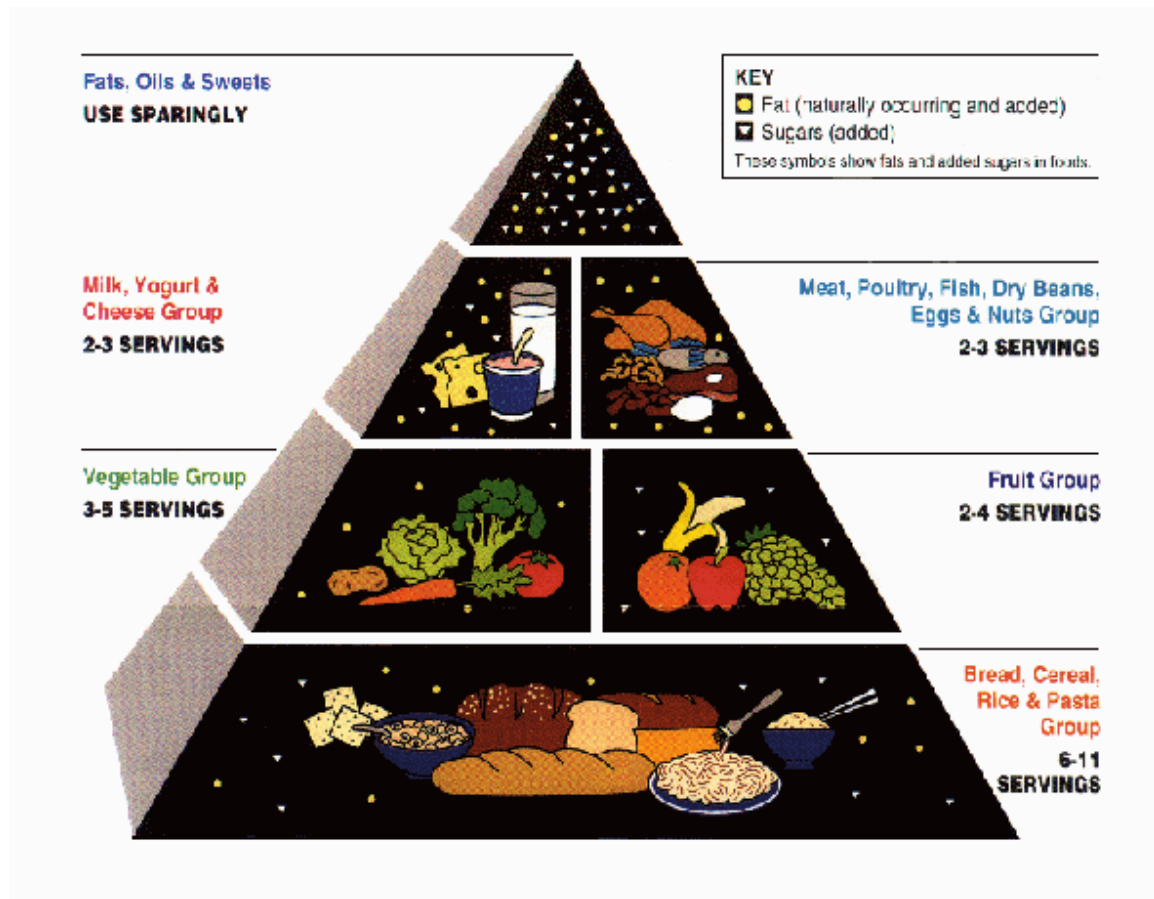 Fats, Oils & Sweets
USE SPARINGLY
KEY
Fat (naturally occurring and added)
Sugars (added)
These symbols show fats and added sugars in foods.
Milk, Yogurt &
Cheese Group
2-3 SERVINGS
Meat, Poultry, Fish, Dry Beans,
Eggs & Nuts Group
2-3 SERVINGS
Vegetable Group
3-5 SERVINGS
Fruit Group
2-4 SERVINGS
Bread, Cereal,
Rice & Pasta
Group
6-11
SERVINGS